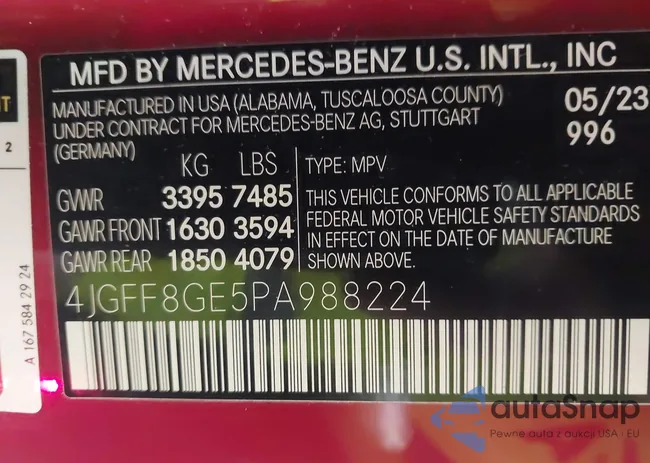 MFD BY MERCEDES-BENZ U.S. INTL., INC
MANUFACTURED IN USA (ALABAMA, TUSCALOOSA COUNTY)
UNDER CONTRACT FOR MERCEDES-BENZ AG, STUTTGART
(GERMANY)
05/23
996
KG LBS
GVWR 3395 7485
GAWR FRONT 1630 3594
GAWR REAR 1850 4079
TYPE: MPV
THIS VEHICLE CONFORMS TO ALL APPLICABLE
FEDERAL MOTOR VEHICLE SAFETY STANDARDS
IN EFFECT ON THE DATE OF MANUFACTURE
SHOWN ABOVE.
4JGFF8GE5PA988224
A 167 584 29 24
2
autoSnap
Pewne auta z aukcji USA i EU